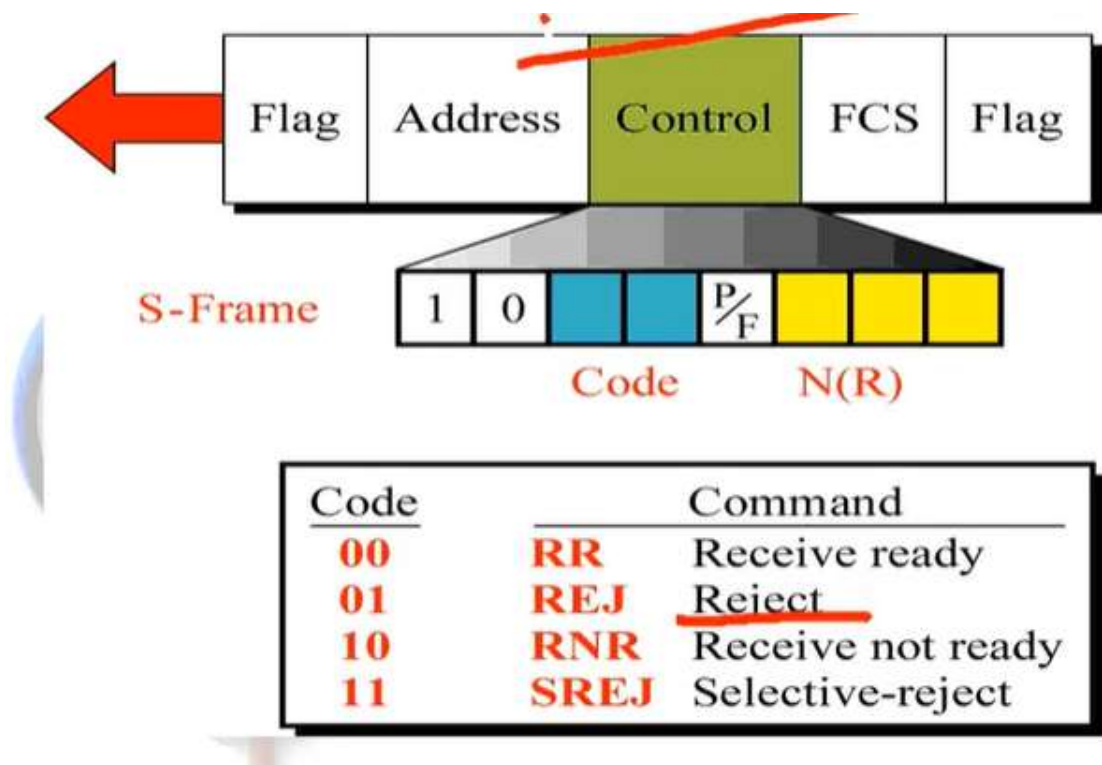 Flag Address Control FCS Flag
S-Frame 1 0 P/F
Code N(R)
Code Command
00 RR Receive ready
01 REJ Reject
10 RNR Receive not ready
11 SREJ Selective-reject